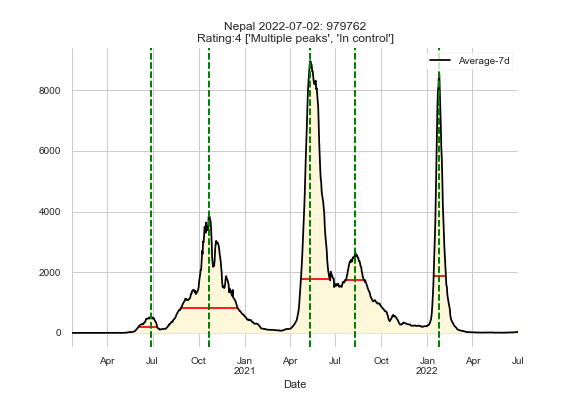 Nepal 2022-07-02: 979762
Rating:4 ['Multiple peaks', 'In control']
Average-7d
8000
6000
4000
2000
0
Apr Jul Oct Jan Apr Jul Oct Jan Apr Jul
2021 2022
Date